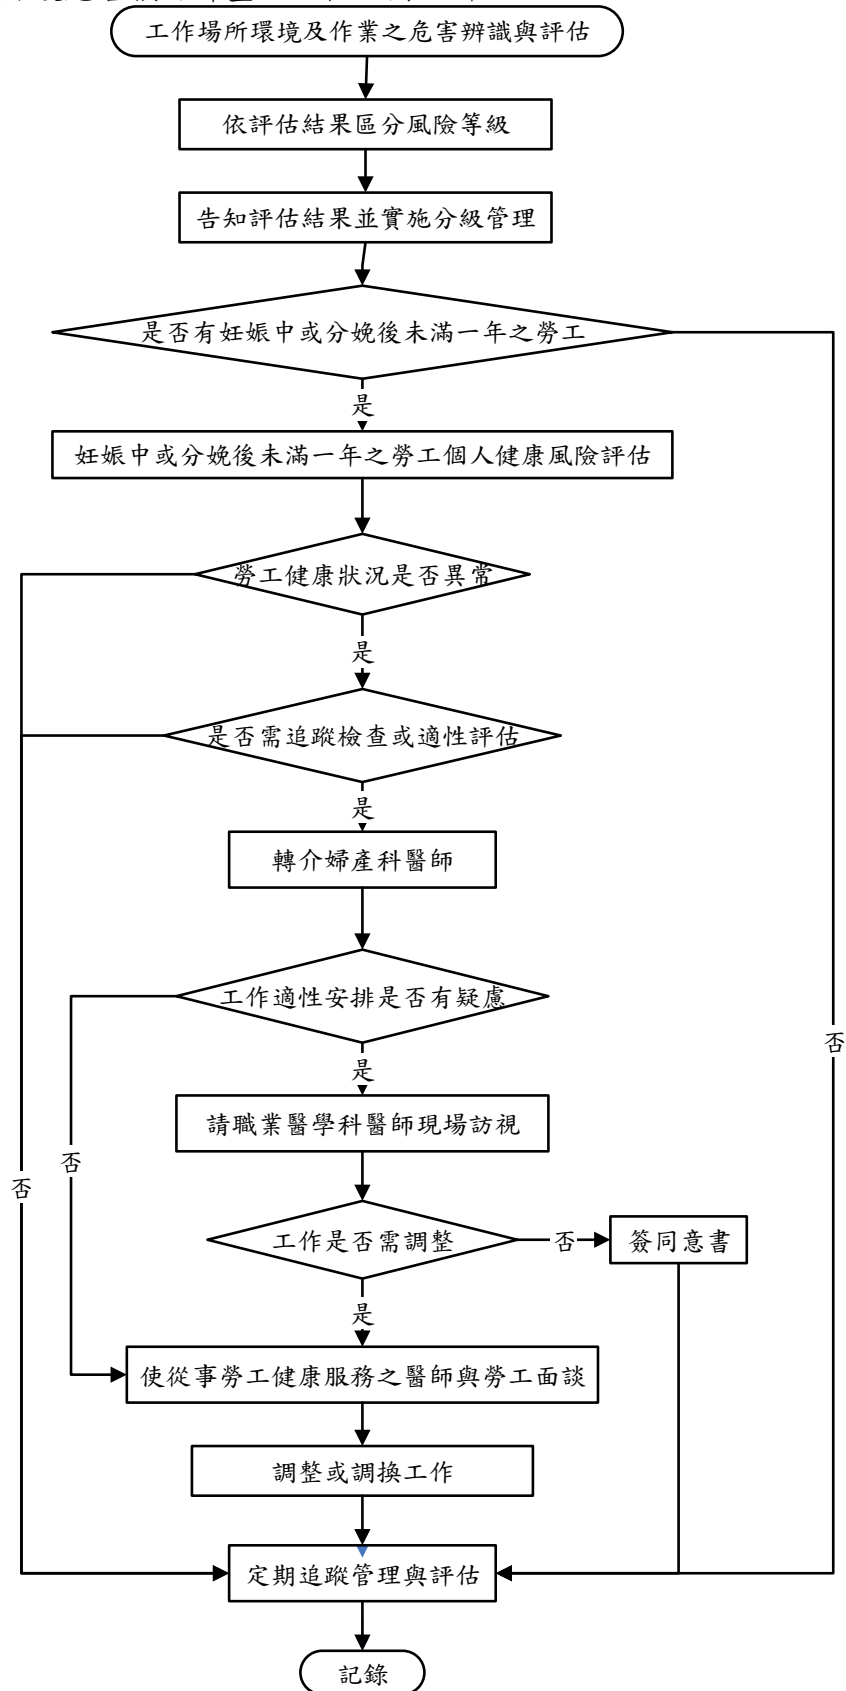 工作場所環境及作業之危害辨識與評估
依評估結果區分風險等級
告知評估結果並實施分級管理
是否有妊娠中或分娩後未滿一年之勞工
是
妊娠中或分娩後未滿一年之勞工個人健康風險評估
勞工健康狀況是否異常
是
是否需追蹤檢查或適性評估
是
轉介婦產科醫師
工作適性安排是否有疑慮
否
是
請職業醫學科醫師現場訪視
否
否
工作是否需調整
否
簽同意書
是
使從事勞工健康服務之醫師與勞工面談
調整或調換工作
定期追蹤管理與評估
記錄